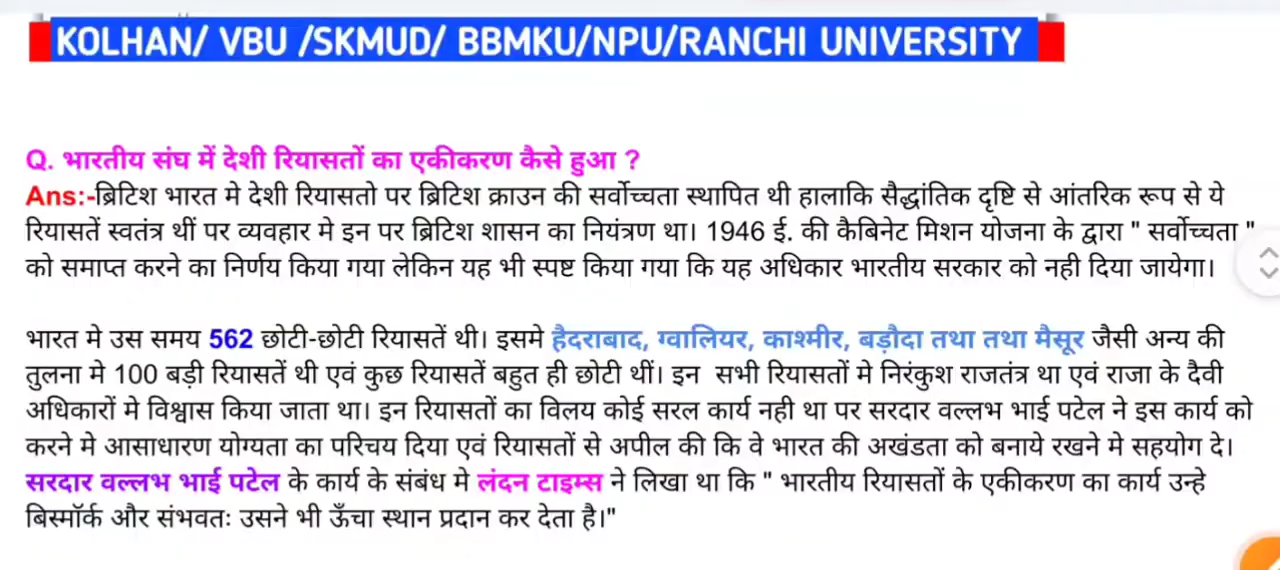 KOLHAN/ VBU /SKMUD/ BBMKU/NPU/RANCHI UNIVERSITY
Q. भारतीय संघ में देशी रियासतों का एकीकरण कैसे हुआ ?
Ans:-ब्रिटिश भारत मे देशी रियासतो पर ब्रिटिश क्राउन की सर्वोच्चता स्थापित थी हालाकि सैद्धांतिक दृष्टि से आंतरिक रूप से ये
रियासतें स्वतंत्र थीं पर व्यवहार मे इन पर ब्रिटिश शासन का नियंत्रण था। 1946 ई. की कैबिनेट मिशन योजना के द्वारा " सर्वोच्चता "
को समाप्त करने का निर्णय किया गया लेकिन यह भी स्पष्ट किया गया कि यह अधिकार भारतीय सरकार को नही दिया जायेगा।
भारत मे उस समय 562 छोटी-छोटी रियासतें थी। इसमे हैदराबाद, ग्वालियर, काश्मीर, बड़ौदा तथा तथा मैसूर जैसी अन्य की
तुलना मे 100 बड़ी रियासतें थी एवं कुछ रियासतें बहुत ही छोटी थीं। इन सभी रियासतों मे निरंकुश राजतंत्र था एवं राजा के दैवी
अधिकारों मे विश्वास किया जाता था। इन रियासतों का विलय कोई सरल कार्य नही था पर सरदार वल्लभ भाई पटेल ने इस कार्य को
करने मे आसाधारण योग्यता का परिचय दिया एवं रियासतों से अपील की कि वे भारत की अखंडता को बनाये रखने मे सहयोग दे।
सरदार वल्लभ भाई पटेल के कार्य के संबंध मे लंदन टाइम्स ने लिखा था कि " भारतीय रियासतों के एकीकरण का कार्य उन्हे
बिस्मॉर्क और संभवतः उसने भी ऊँचा स्थान प्रदान कर देता है।"